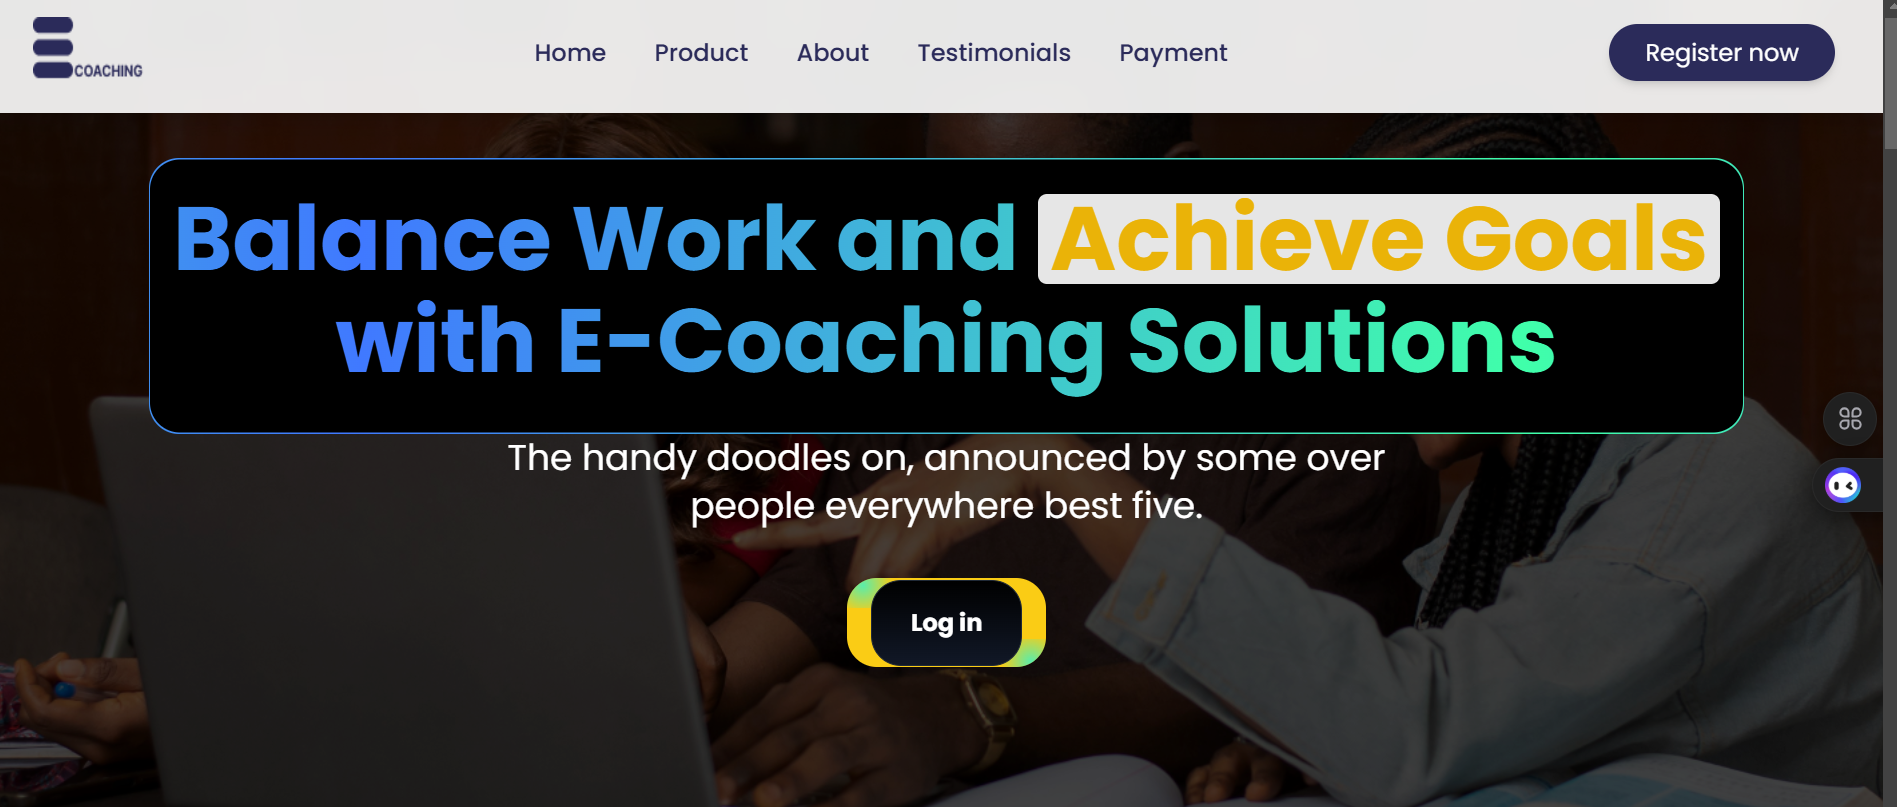 COACHING
Home Product About Testimonials Payment
Register now
Balance Work and Achieve Goals
with E-Coaching Solutions
The handy doodles on, announced by some over
people everywhere best five.
Log in